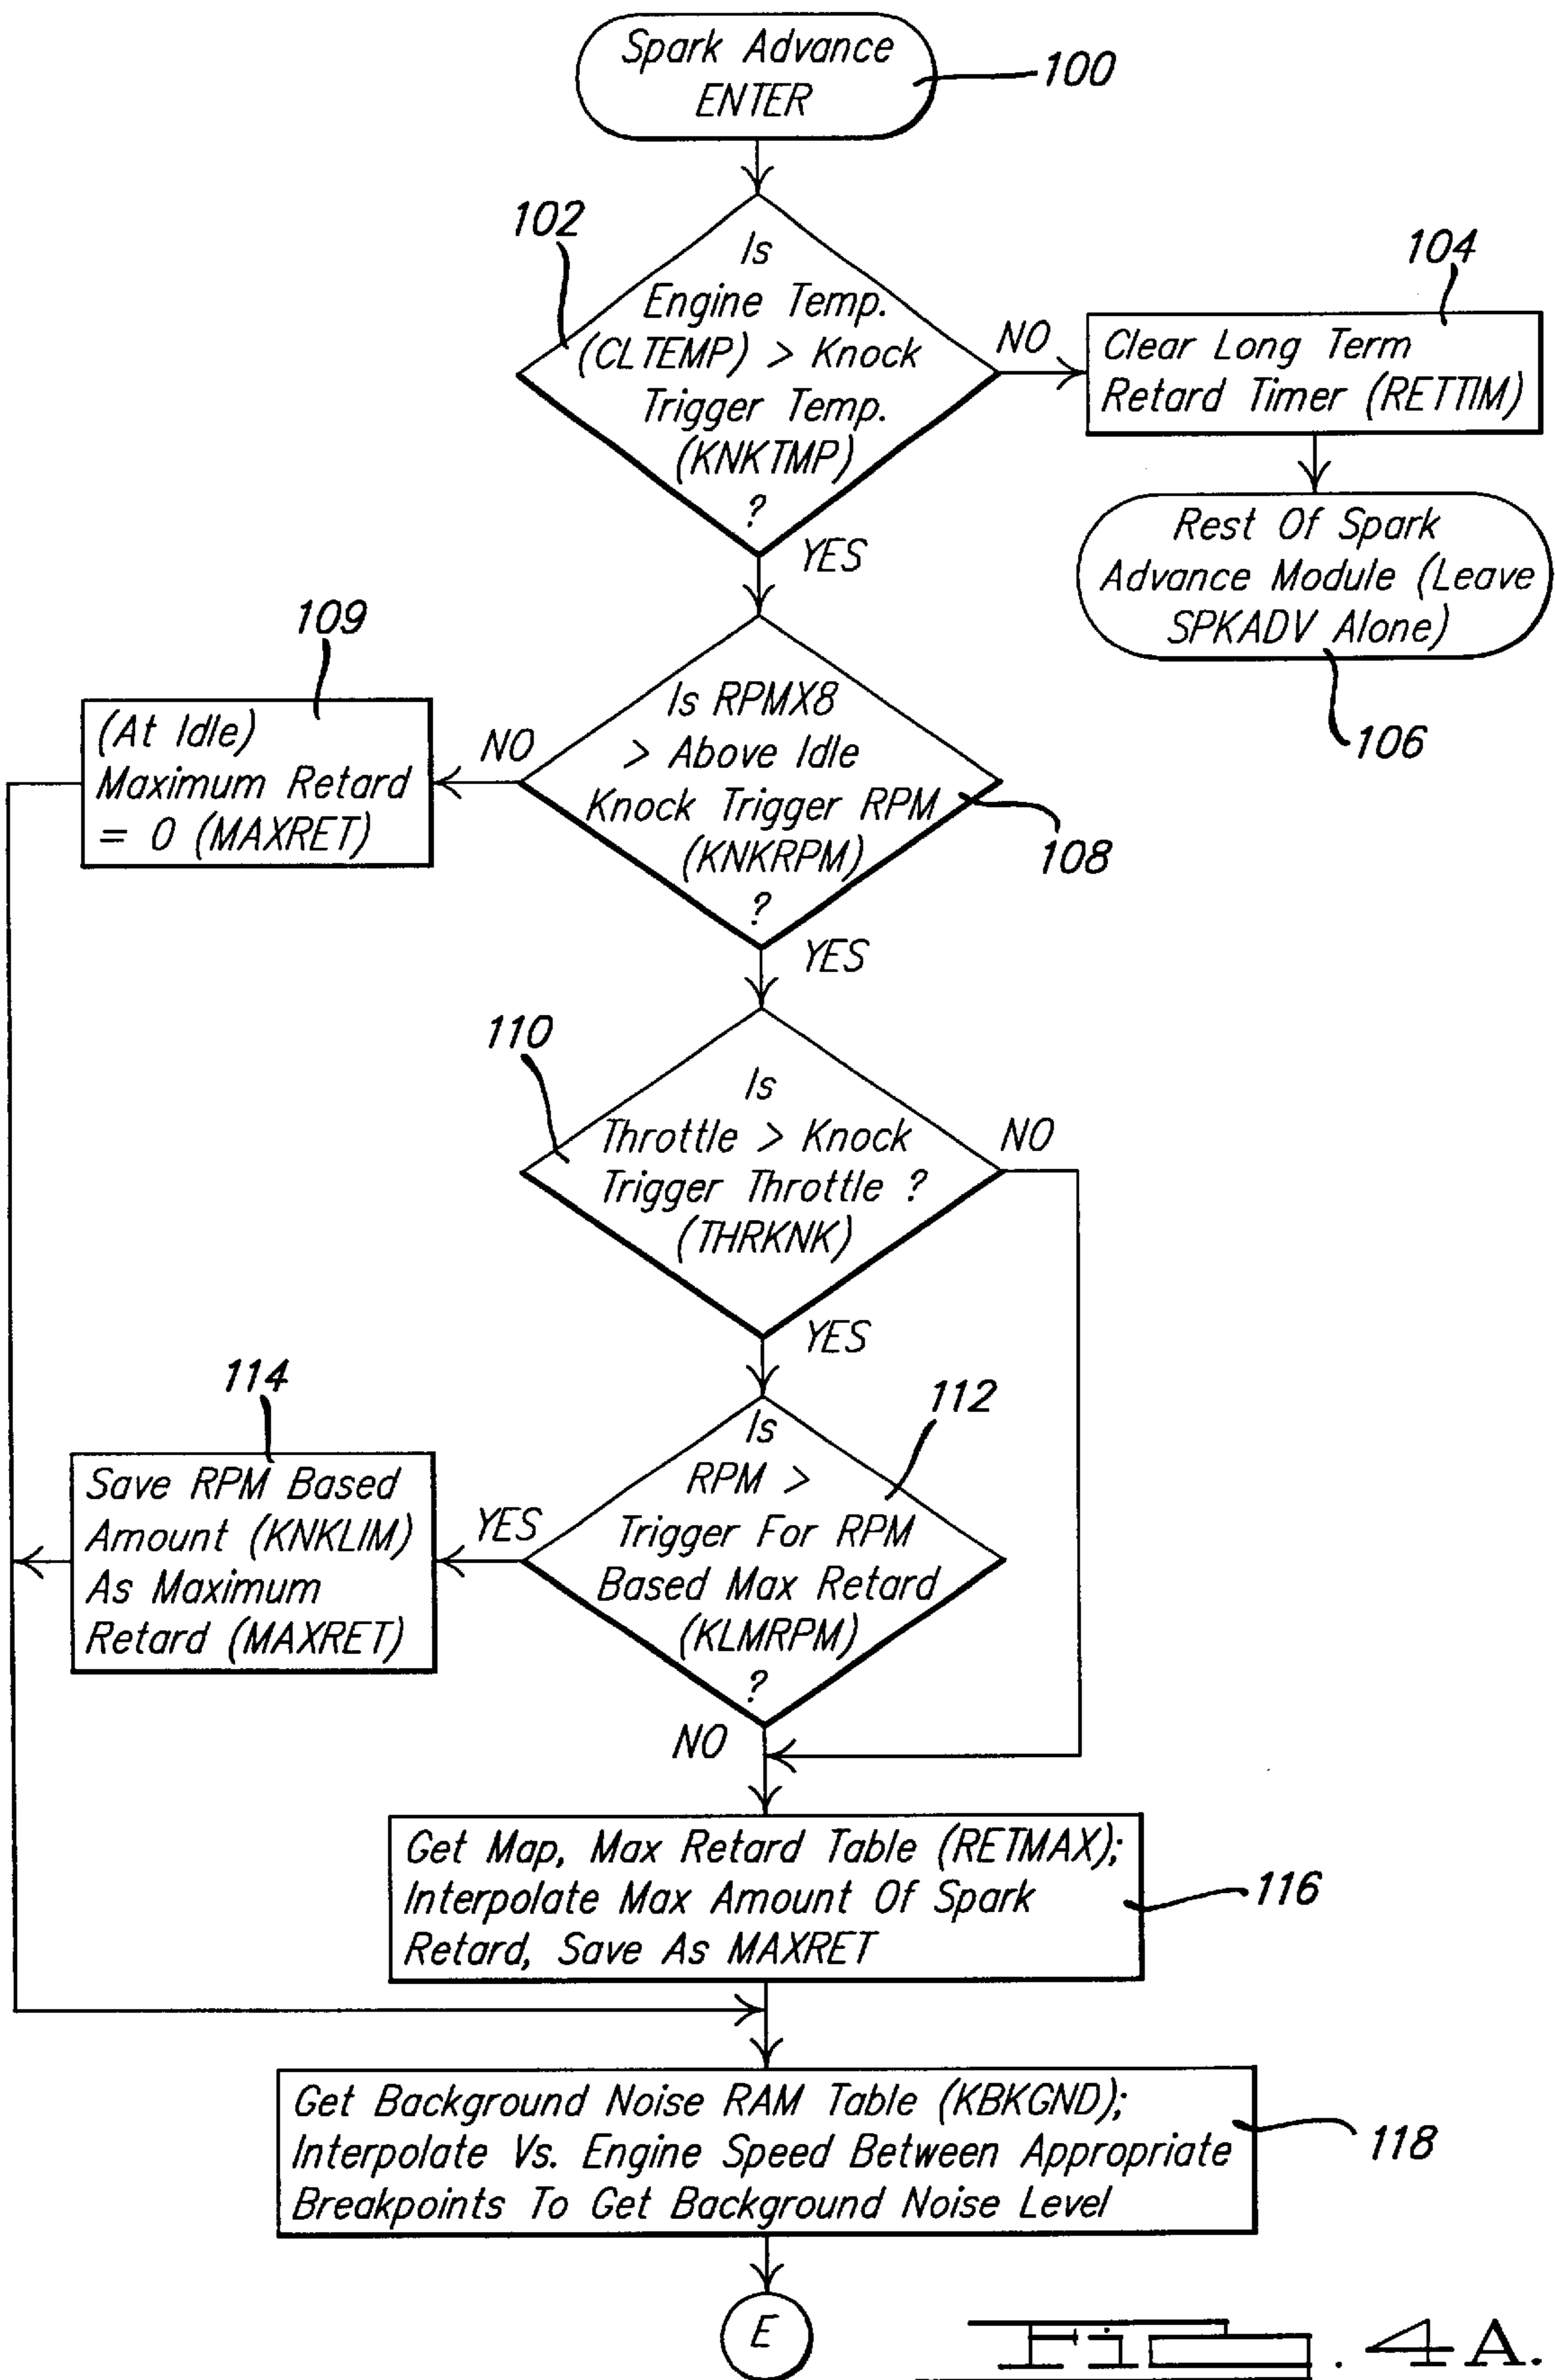 Spark Advance
ENTER
100
102
Is
Engine Temp.
(CLTEMP) > Knock
Trigger Temp.
(KNKTMP)
?
NO
YES
104
Clear Long Term
Retard Timer (RETTIM)
Rest Of Spark
Advance Module (Leave
SPKADV Alone)
106
109
(At Idle)
Maximum Retard
= 0 (MAXRET)
NO
Is RPMX8
> Above Idle
Knock Trigger RPM
(KNKRPM)
?
108
YES
110
Is
Throttle > Knock
Trigger Throttle ?
(THRKNK)
NO
YES
114
Save RPM Based
Amount (KNKLIM)
As Maximum
Retard (MAXRET)
YES
112
Is
RPM >
Trigger For RPM
Based Max Retard
(KLMRPM)
?
NO
Get Map, Max Retard Table (RETMAX);
Interpolate Max Amount Of Spark
Retard, Save As MAXRET
116
Get Background Noise RAM Table (KBKGND);
Interpolate Vs. Engine Speed Between Appropriate
Breakpoints To Get Background Noise Level
118
E
Fig. 4A.